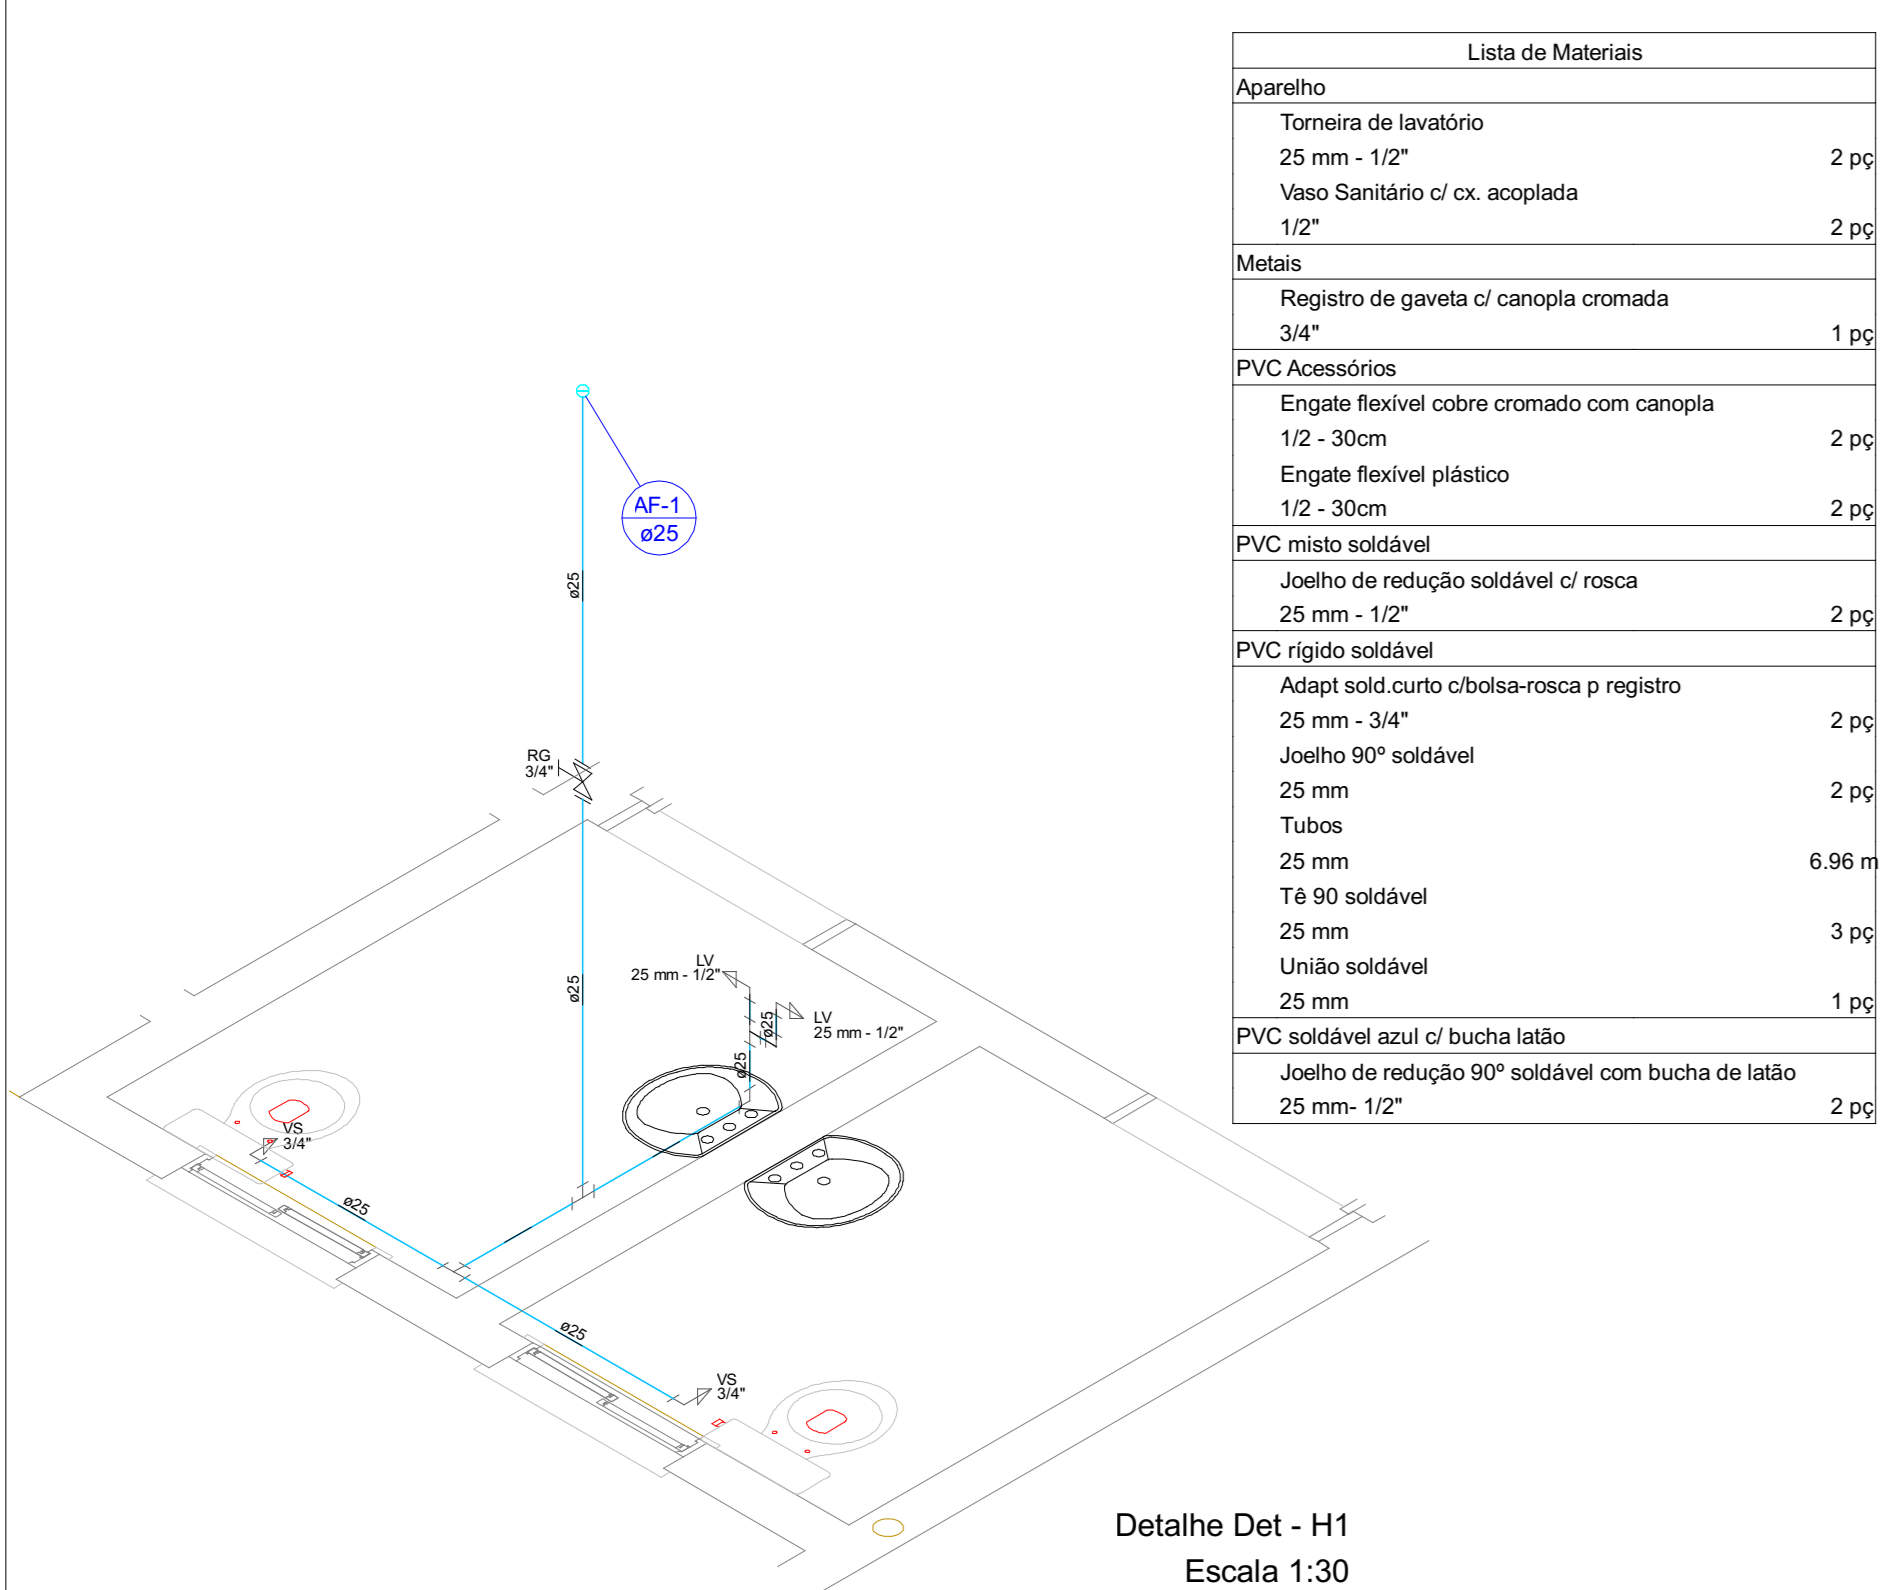 Lista de Materiais
Aparelho
Torneira de lavatório
25 mm - 1/2" 2 pç
Vaso Sanitário c/ cx. acoplada
1/2" 2 pç
Metais
Registro de gaveta c/ canopla cromada
3/4" 1 pç
PVC Acessórios
Engate flexível cobre cromado com canopla
1/2 - 30cm 2 pç
Engate flexível plástico
1/2 - 30cm 2 pç
PVC misto soldável
Joelho de redução soldável c/ rosca
25 mm - 1/2" 2 pç
PVC rígido soldável
Adapt sold.curto c/bolsa-rosca p registro
25 mm - 3/4" 2 pç
Joelho 90º soldável
25 mm 2 pç
Tubos
25 mm 6.96 m
Tê 90 soldável
25 mm 3 pç
União soldável
25 mm 1 pç
PVC soldável azul c/ bucha latão
Joelho de redução 90º soldável com bucha de latão
25 mm- 1/2" 2 pç
AF-1
ø25
ø25
RG
3/4"
ø25
LV
25 mm - 1/2"
ø25
LV
25 mm - 1/2"
ø25
VS
3/4"
ø25
ø25
VS
3/4"
Detalhe Det - H1
Escala 1:30